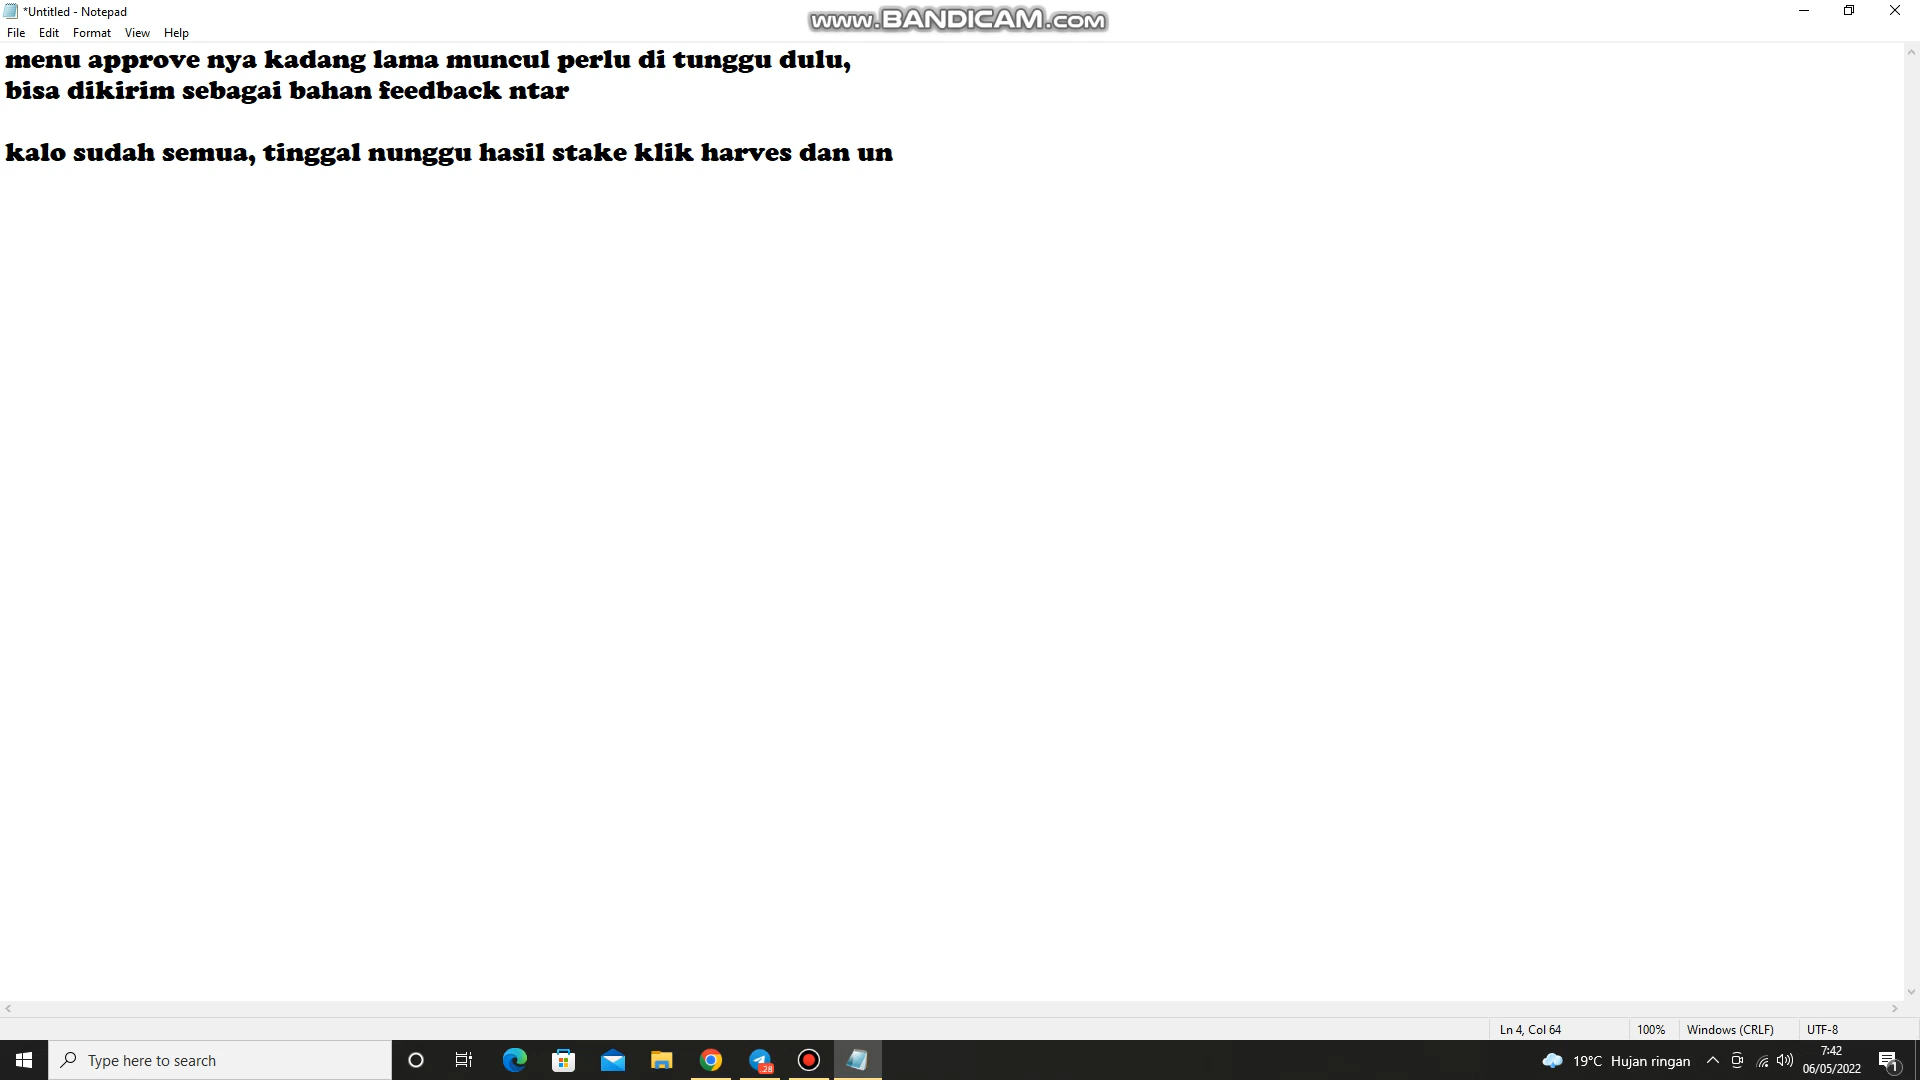 *Untitled - Notepad
www.BANDICAM.com
File Edit Format View Help
menu approve nya kadang lama muncul perlu di tunggu dulu,
bisa dikirim sebagai bahan feedback ntar
kalo sudah semua, tinggal nunggu hasil stake klik harves dan un
Ln 4, Col 64 100% Windows (CRLF) UTF-8
Type here to search
.28
19°C Hujan ringan
7:42
06/05/2022
1